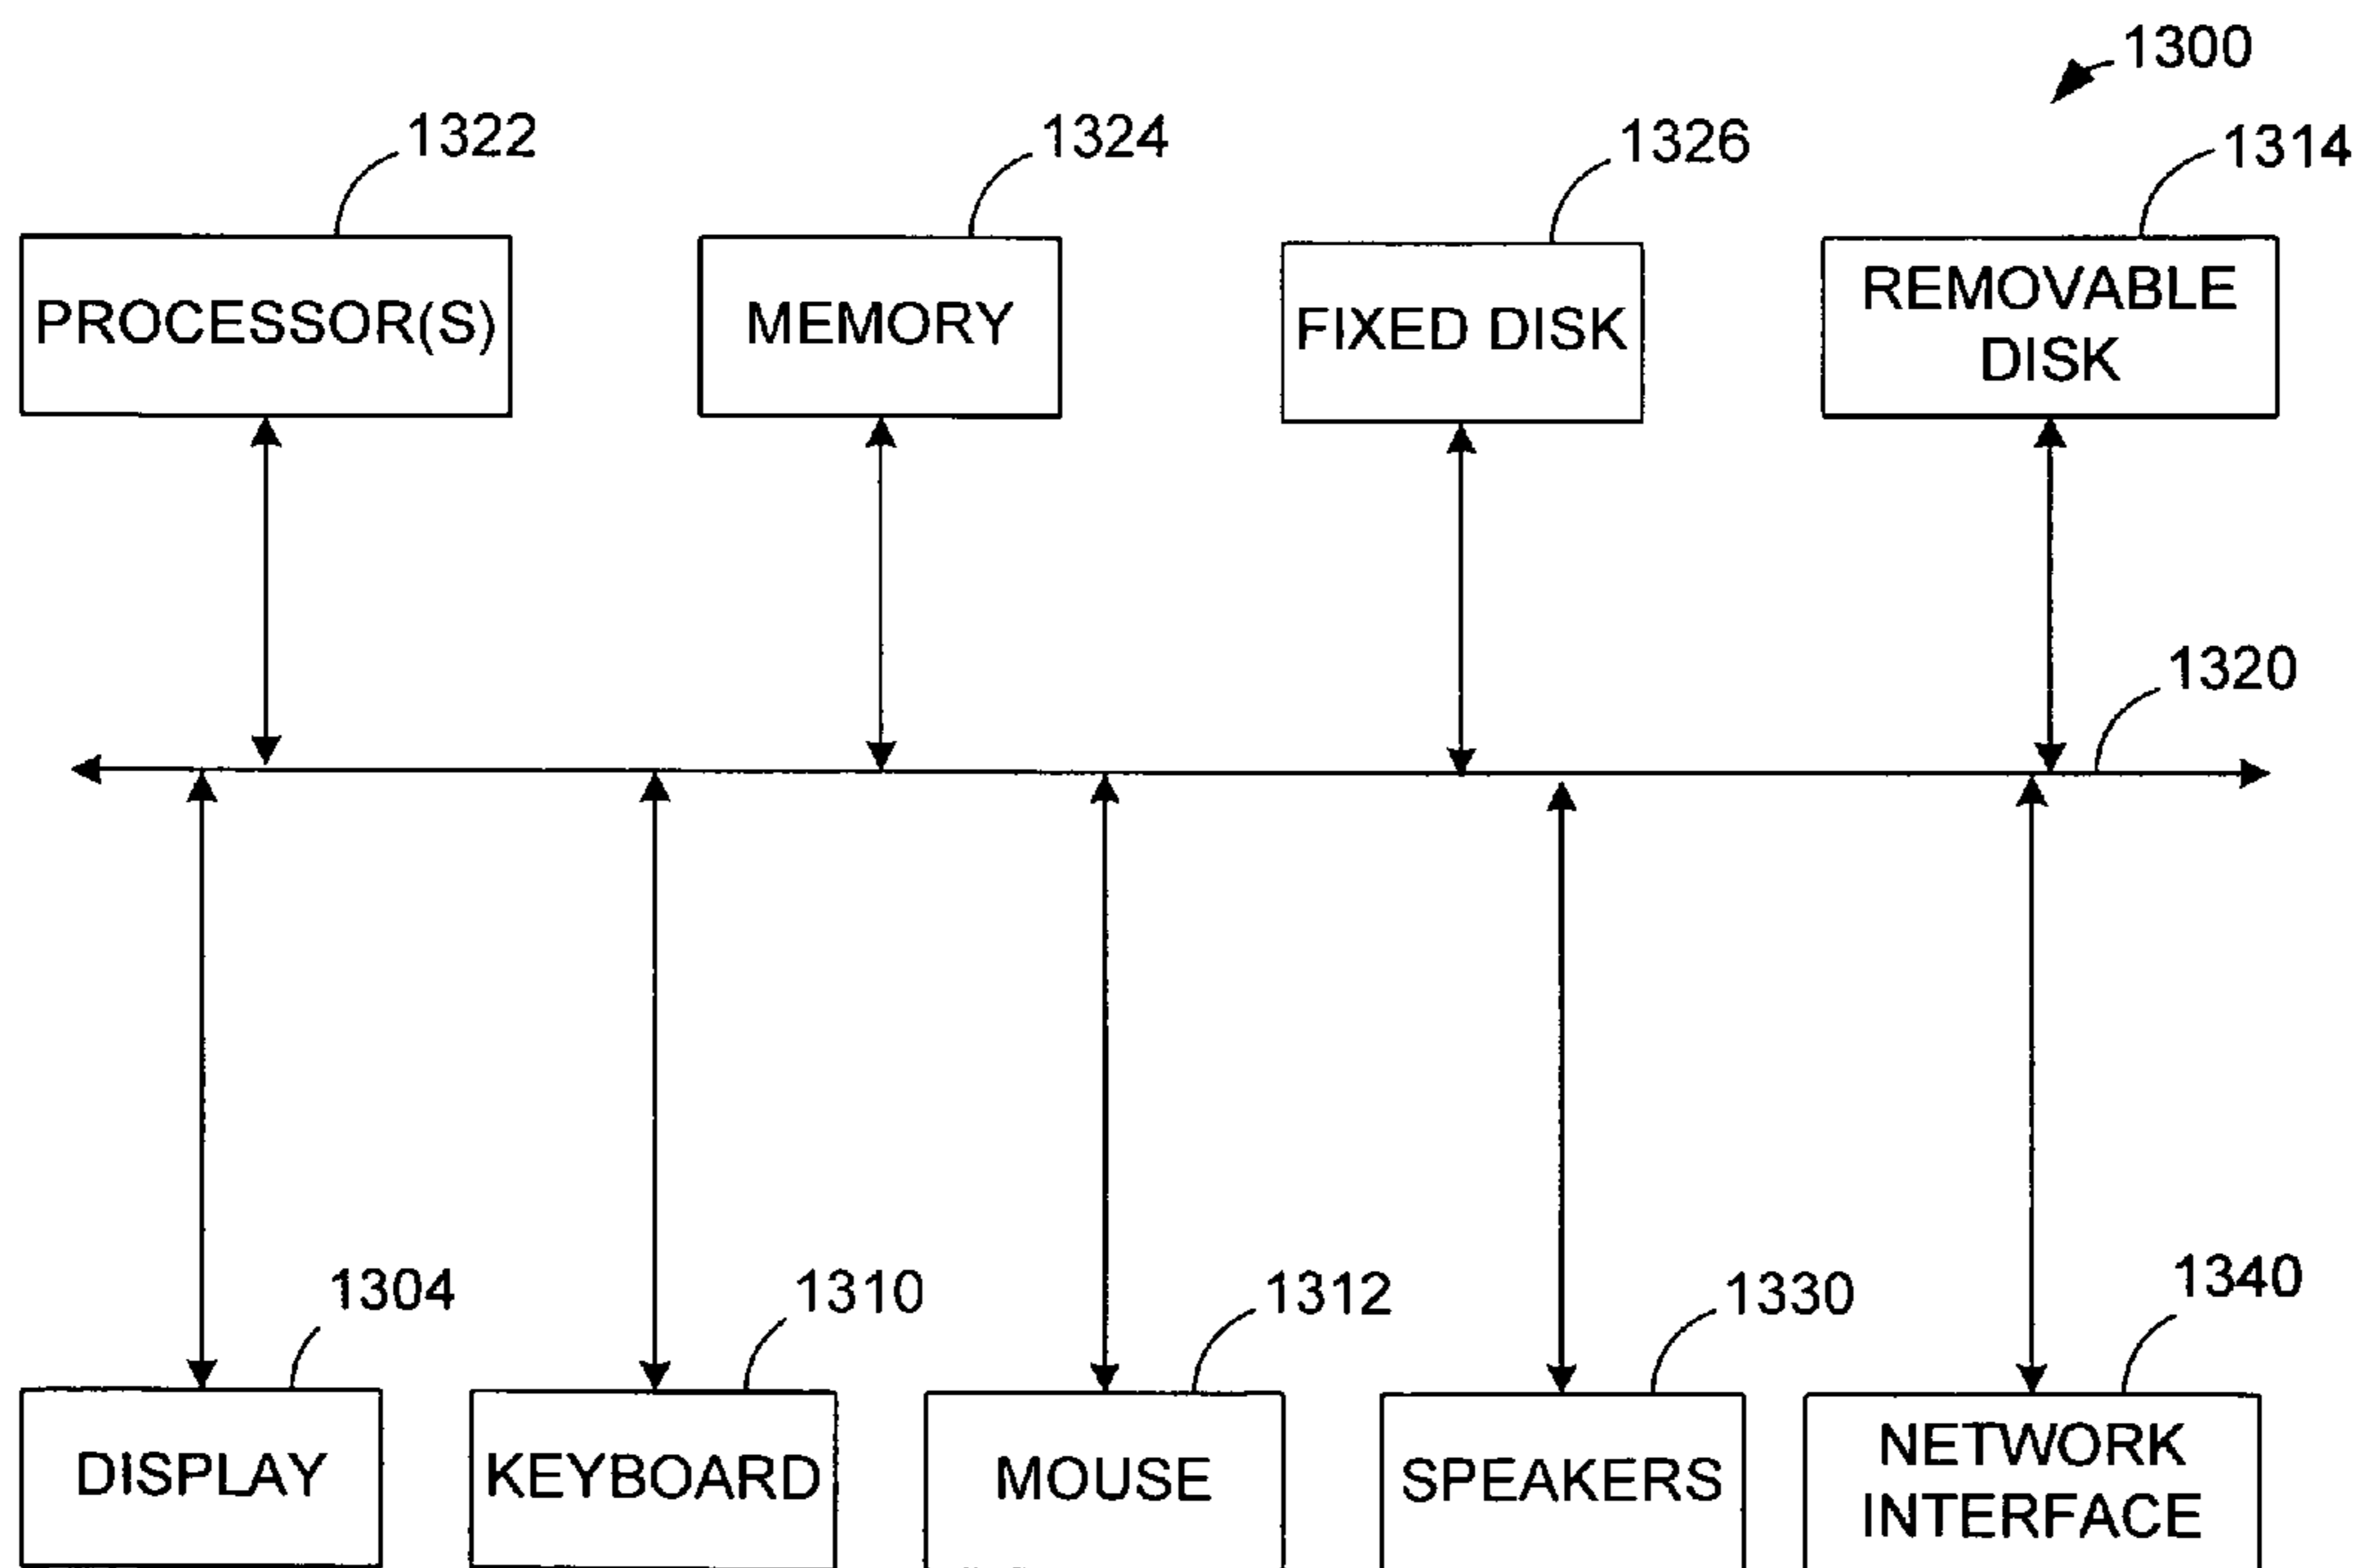 1300
1322
1324
1326
1314
PROCESSOR(S)
MEMORY
FIXED DISK
REMOVABLE
DISK
1320
1304
1310
1312
1330
1340
DISPLAY
KEYBOARD
MOUSE
SPEAKERS
NETWORK
INTERFACE